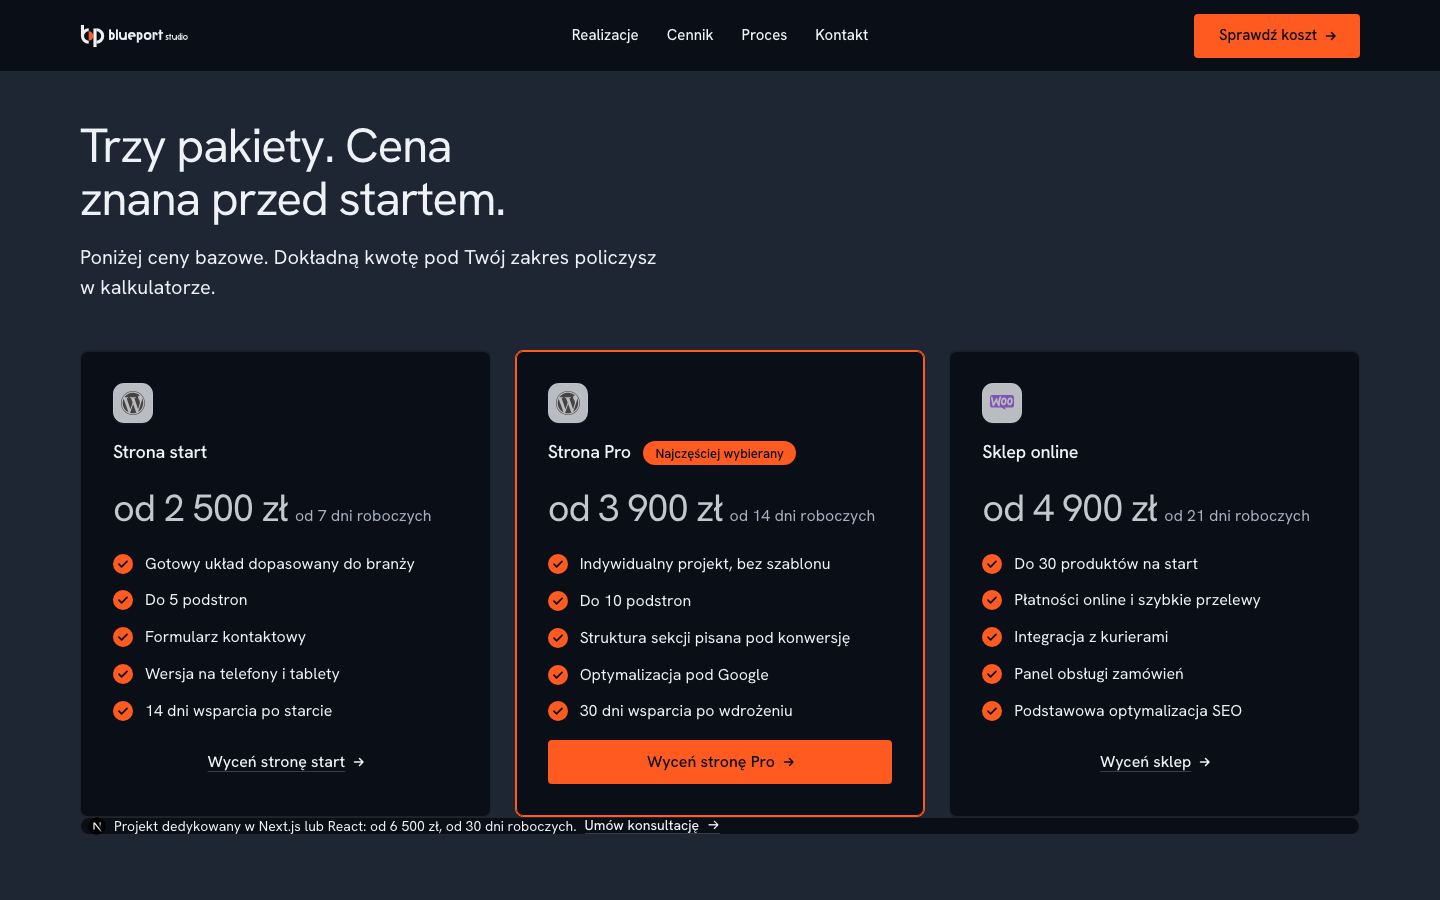 bp blueport studio
Realizacje Cennik Proces Kontakt
Sprawdź koszt →
Trzy pakiety. Cena
znana przed startem.
Poniżej ceny bazowe. Dokładną kwotę pod Twój zakres policzysz
w kalkulatorze.
Strona start
od 2 500 zł od 7 dni roboczych
Gotowy układ dopasowany do branży
Do 5 podstron
Formularz kontaktowy
Wersja na telefony i tablety
14 dni wsparcia po starcie
Wyceń stronę start →
Strona Pro Najczęściej wybierany
od 3 900 zł od 14 dni roboczych
Indywidualny projekt, bez szablonu
Do 10 podstron
Struktura sekcji pisana pod konwersję
Optymalizacja pod Google
30 dni wsparcia po wdrożeniu
Wyceń stronę Pro →
Woo
Sklep online
od 4 900 zł od 21 dni roboczych
Do 30 produktów na start
Płatności online i szybkie przelewy
Integracja z kurierami
Panel obsługi zamówień
Podstawowa optymalizacja SEO
Wyceń sklep →
N Projekt dedykowany w Next.js lub React: od 6 500 zł, od 30 dni roboczych. Umów konsultację →